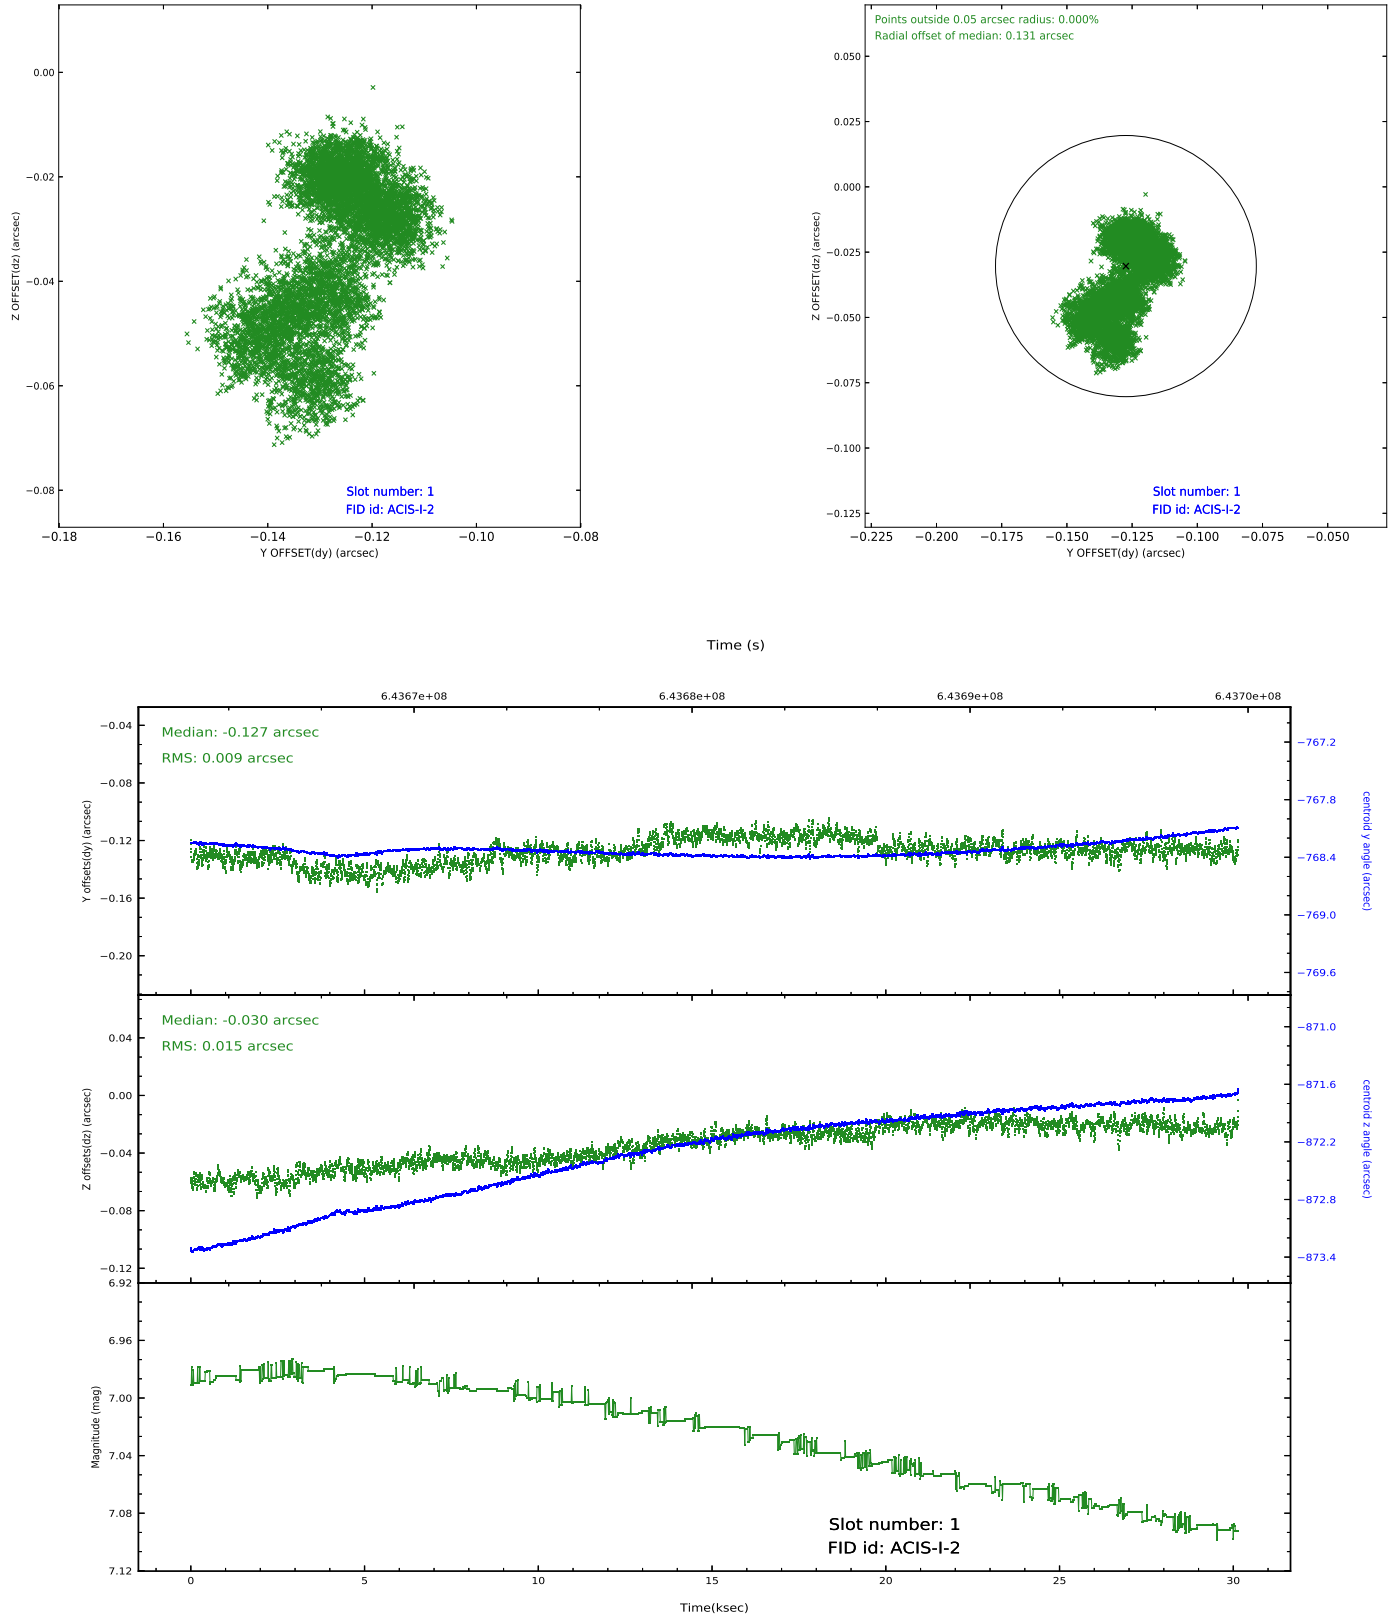 0.00
−0.02
−0.04
−0.06
−0.08
Z OFFSET(dz) (arcsec)
Slot number: 1
FID id: ACIS-I-2
−0.18
−0.16
−0.14
−0.12
−0.10
−0.08
Y OFFSET(dy) (arcsec)
Points outside 0.05 arcsec radius: 0.000%
Radial offset of median: 0.131 arcsec
0.050
0.025
0.000
−0.025
−0.050
−0.075
−0.100
−0.125
Z OFFSET(dz) (arcsec)
Slot number: 1
FID id: ACIS-I-2
−0.225
−0.200
−0.175
−0.150
−0.125
−0.100
−0.075
−0.050
Y OFFSET(dy) (arcsec)
Time (s)
6.4367e+08
6.4368e+08
6.4369e+08
6.4370e+08
Median: -0.127 arcsec
RMS: 0.009 arcsec
−0.04
−0.08
−0.12
−0.16
−0.20
Y offsets(dy) (arcsec)
−767.2
−767.8
−768.4
−769.0
−769.6
centroid y angle (arcsec)
Median: -0.030 arcsec
RMS: 0.015 arcsec
0.04
0.00
−0.04
−0.08
−0.12
Z offsets(dz) (arcsec)
−871.0
−871.6
−872.2
−872.8
−873.4
centroid z angle (arcsec)
6.92
6.96
7.00
7.04
7.08
7.12
Magnitude (mag)
Slot number: 1
FID id: ACIS-I-2
0
5
10
15
20
25
30
Time(ksec)